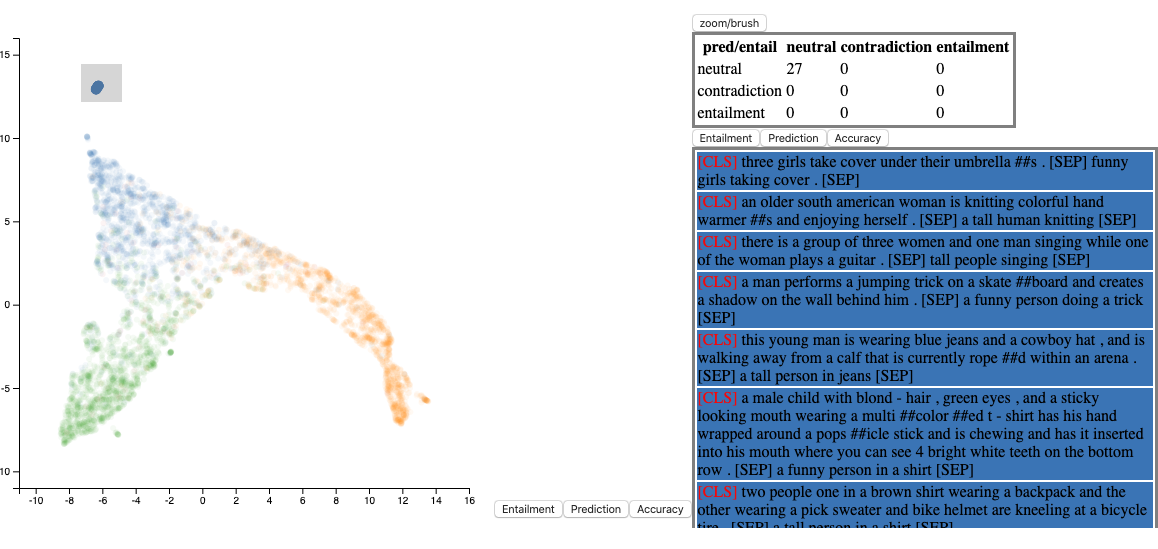 zoom/brush
pred/entail neutral contradiction entailment
neutral 27 0 0
contradiction 0 0 0
entailment 0 0 0
Entailment Prediction Accuracy
[CLS] three girls take cover under their umbrella ##s . [SEP] funny
girls taking cover . [SEP]
[CLS] an older south american woman is knitting colorful hand
warmer ##s and enjoying herself . [SEP] a tall human knitting [SEP]
[CLS] there is a group of three women and one man singing while one
of the woman plays a guitar . [SEP] tall people singing [SEP]
[CLS] a man performs a jumping trick on a skate ##board and creates
a shadow on the wall behind him . [SEP] a funny person doing a trick
[SEP]
[CLS] this young man is wearing blue jeans and a cowboy hat , and is
walking away from a calf that is currently rope ##d within an arena .
[SEP] a tall person in jeans [SEP]
[CLS] a male child with blond - hair , green eyes , and a sticky
looking mouth wearing a multi ##color ##ed t - shirt has his hand
wrapped around a pops ##icle stick and is chewing and has it inserted
into his mouth where you can see 4 bright white teeth on the bottom
row . [SEP] a funny person in a shirt [SEP]
[CLS] two people one in a brown shirt wearing a backpack and the
other wearing a pick sweater and bike helmet are kneeling at a bicycle
tire . [SEP] a tall person in a shirt [SEP]
15
10
5
0
-5
10
-10 -8 -6 -4 -2 0 2 4 6 8 10 12 14 16
Entailment Prediction Accuracy